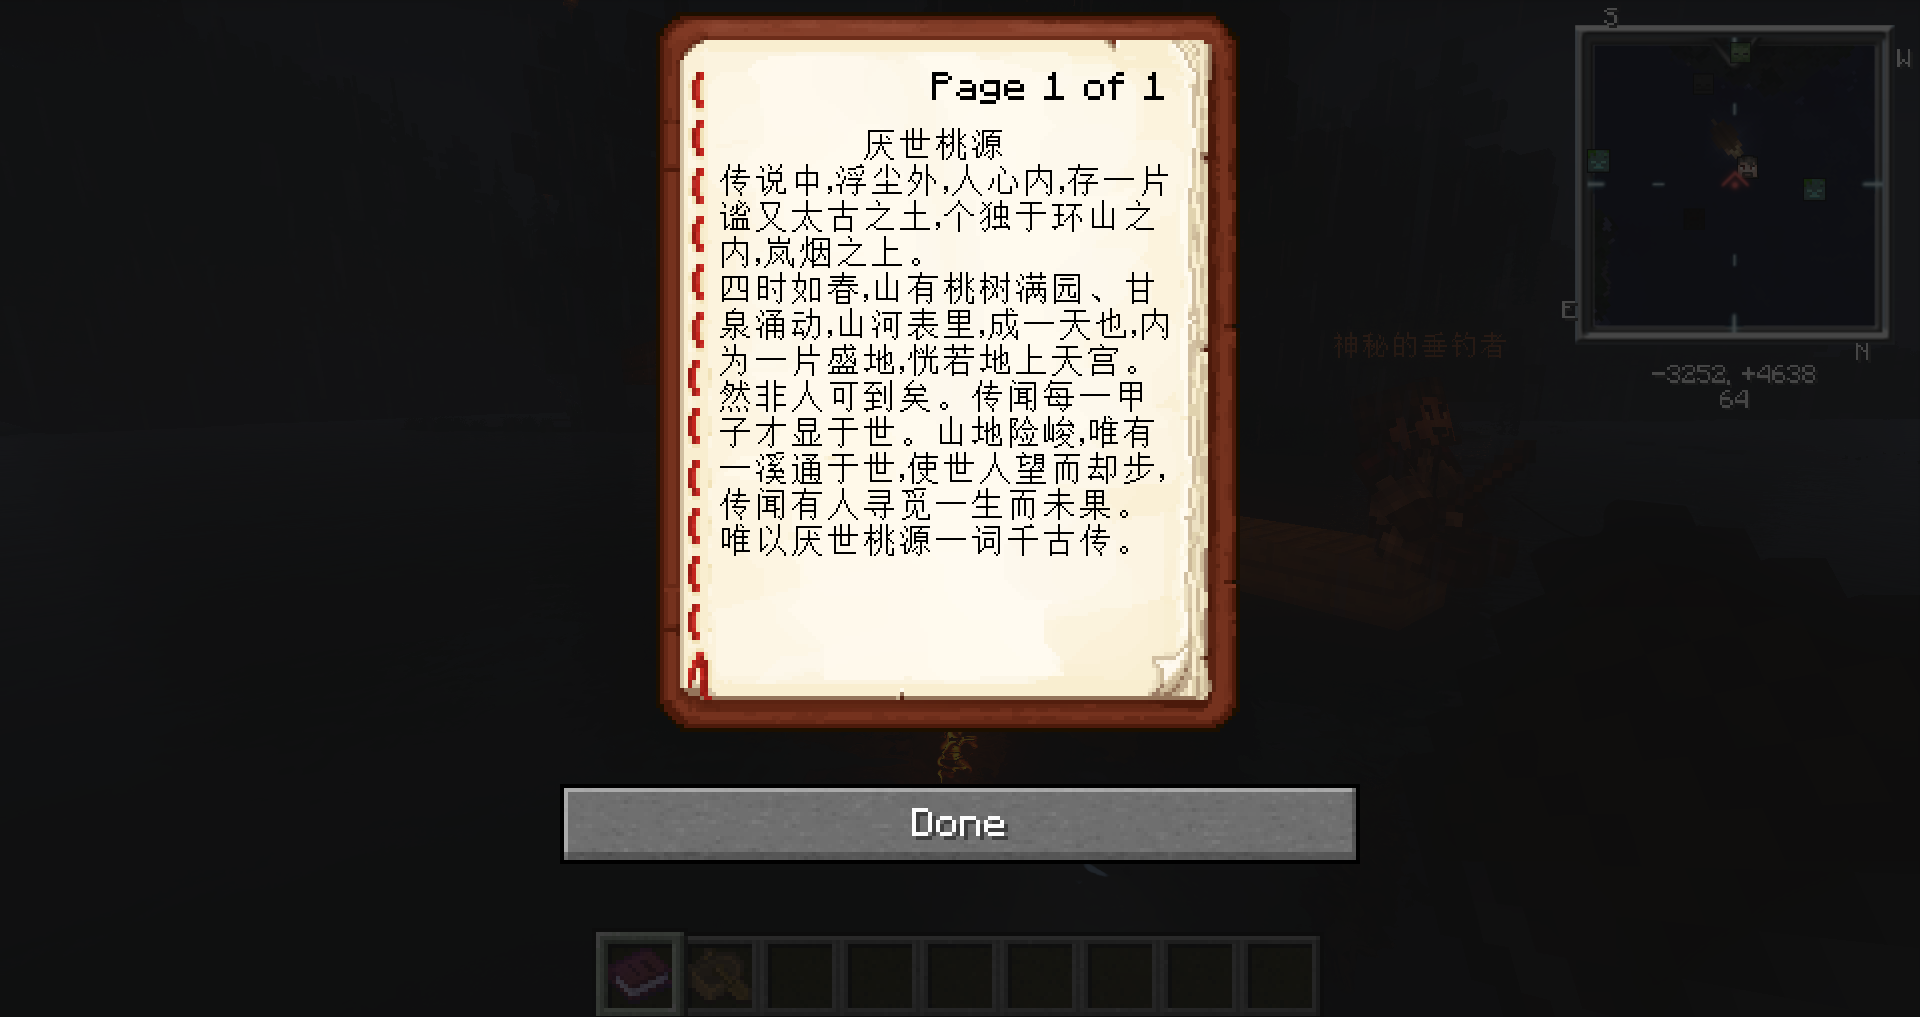 Page 1 of 1
厌世桃源
传说中,浮尘外,人心内,存一片
谧又太古之土,个独于环山之
内,岚烟之上。
四时如春,山有桃树满园、甘
泉涌动,山河表里,成一天也,内
为一片盛地,恍若地上天宫。
然非人可到矣。传闻每一甲
子才显于世。山地险峻,唯有
一溪通于世,使世人望而却步,
传闻有人寻觅一生而未果。
唯以厌世桃源一词千古传。
Done
神秘的垂钓者
S
W
E
N
-3252, +4638
64